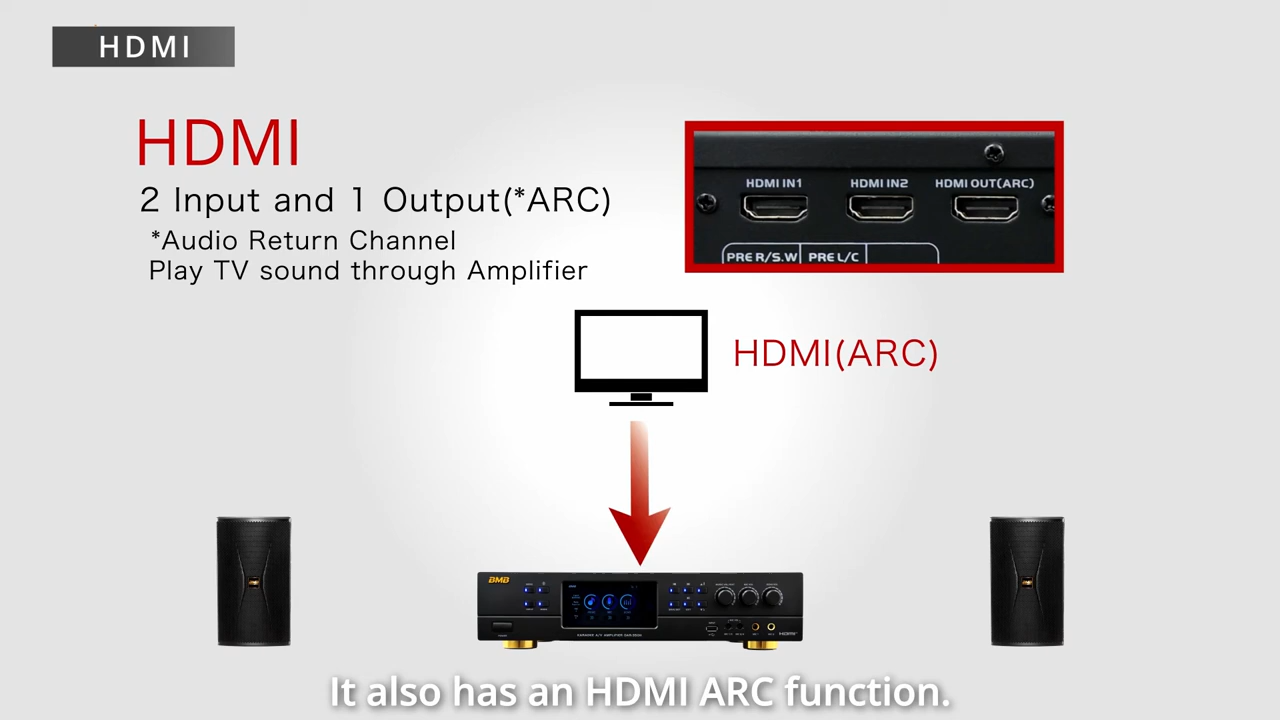 HDMI
HDMI
2 Input and 1 Output(*ARC)
*Audio Return Channel
Play TV sound through Amplifier
HDMI IN1 HDMI IN2 HDMI OUT(ARC)
PRE R/S.W PRE L/C
HDMI(ARC)
BMB
HDMI
It also has an HDMI ARC function.